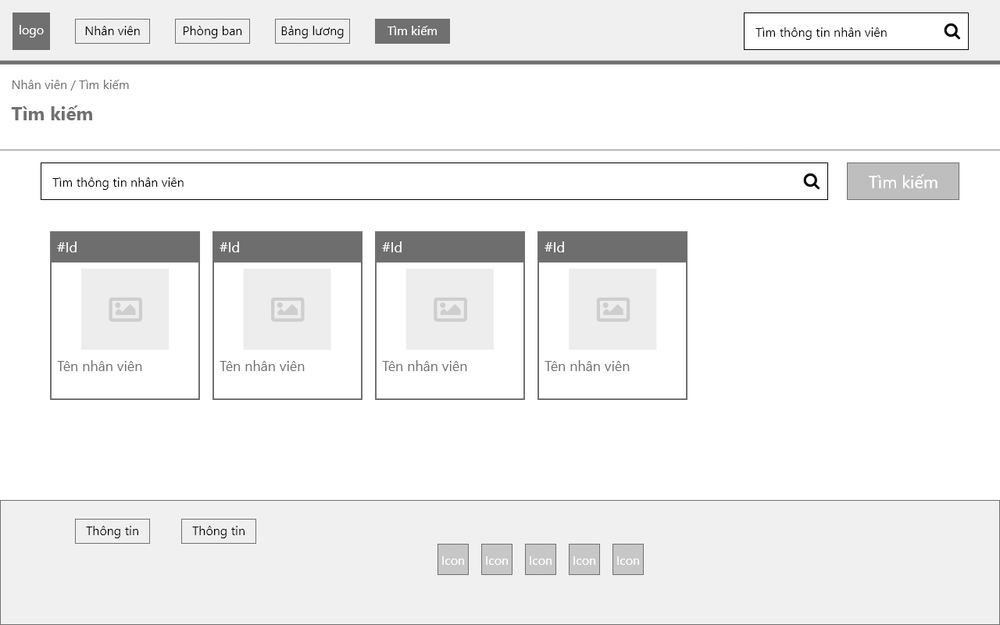 logo
Nhân viên
Phòng ban
Bảng lương
Tìm kiếm
Tìm thông tin nhân viên
Nhân viên / Tìm kiếm
Tìm kiếm
Tìm thông tin nhân viên
Tìm kiếm
#Id
#Id
#Id
#Id
Tên nhân viên
Tên nhân viên
Tên nhân viên
Tên nhân viên
Thông tin
Thông tin
Icon
Icon
Icon
Icon
Icon